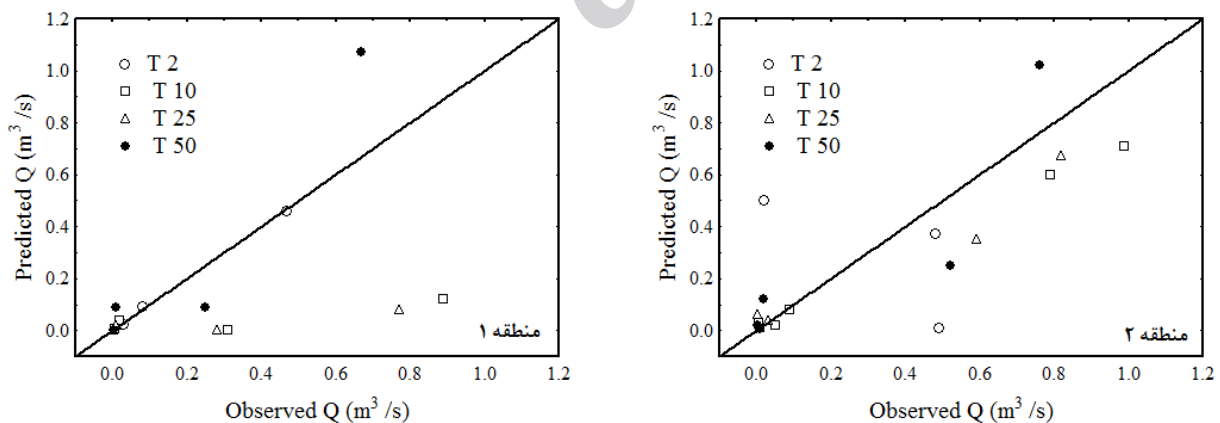 1.2
1.0
0.8
0.6
0.4
0.2
0.0
Predicted Q (m³ /s)
T 2
T 10
T 25
T 50
منطقه ۱
0.0 0.2 0.4 0.6 0.8 1.0 1.2
Observed Q (m³ /s)
1.2
1.0
0.8
0.6
0.4
0.2
0.0
Predicted Q (m³ /s)
T 2
T 10
T 25
T 50
منطقه ۲
0.0 0.2 0.4 0.6 0.8 1.0 1.2
Observed Q (m³ /s)